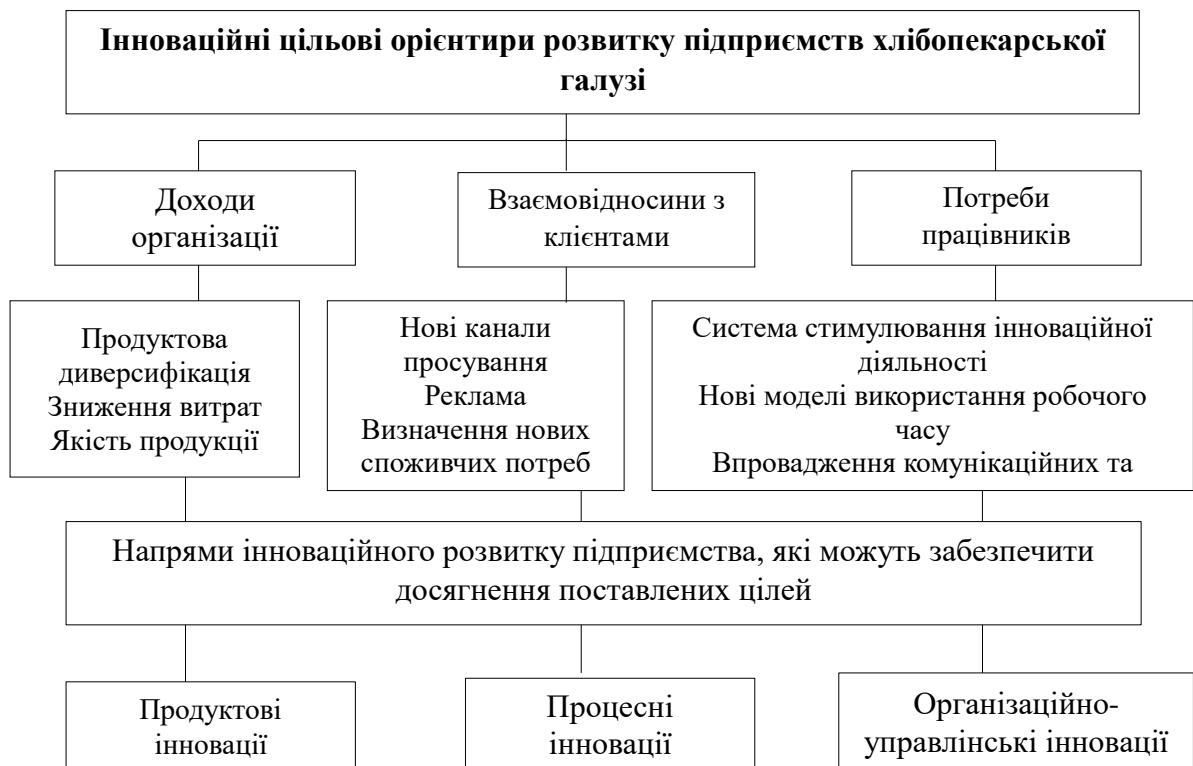 Інноваційні цільові орієнтири розвитку підприємств хлібопекарської
галузі
Доходи
організації
Взаємовідносини з
клієнтами
Потреби
працівників
Продуктова
диверсифікація
Зниження витрат
Якість продукції
Нові канали
просування
Реклама
Визначення нових
споживчих потреб
Система стимулювання інноваційної
діяльності
Нові моделі використання робочого
часу
Впровадження комунікаційних та
Напрями інноваційного розвитку підприємства, які можуть забезпечити
досягнення поставлених цілей
Продуктові
інновації
Процесні
інновації
Організаційно-
управлінські інновації